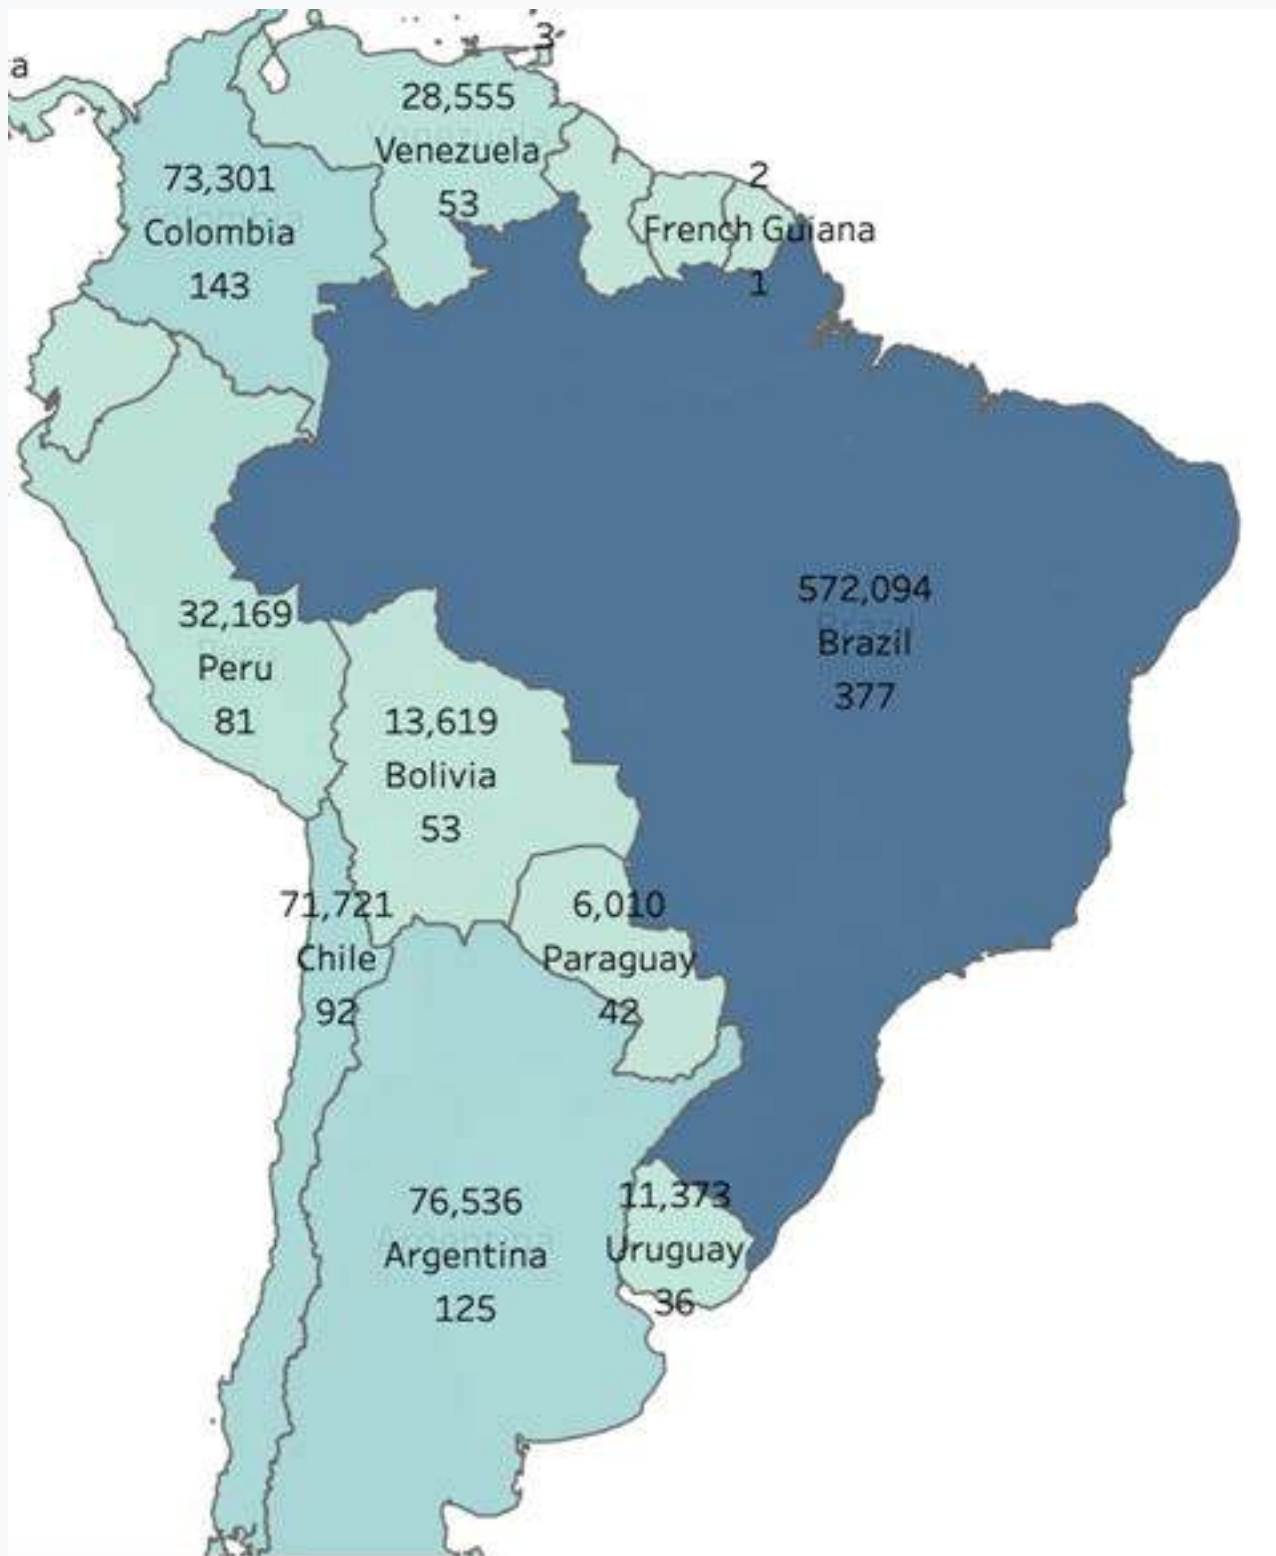 a
3
28,555
Venezuela
53
73,301
Colombia
143
2
French Guiana
1
572,094
Brazil
377
32,169
Peru
81
13,619
Bolivia
53
71,721
Chile
92
6,010
Paraguay
42
76,536
Argentina
125
11,373
Uruguay
36